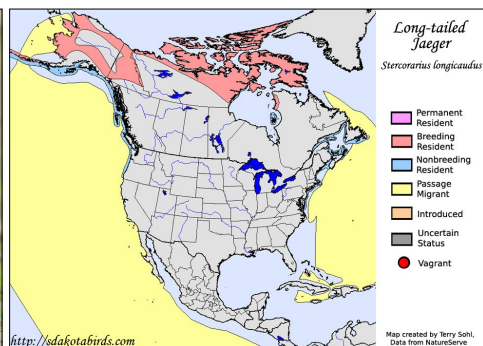 Long-tailed
Jaeger
Stercorarius longicaudus
Permanent
Resident
Breeding
Resident
Nonbreeding
Resident
Passage
Migrant
Introduced
Uncertain
Status
Vagrant
http://sdakotabirds.com
Map created by Terry Sohl,
Data from NatureServe